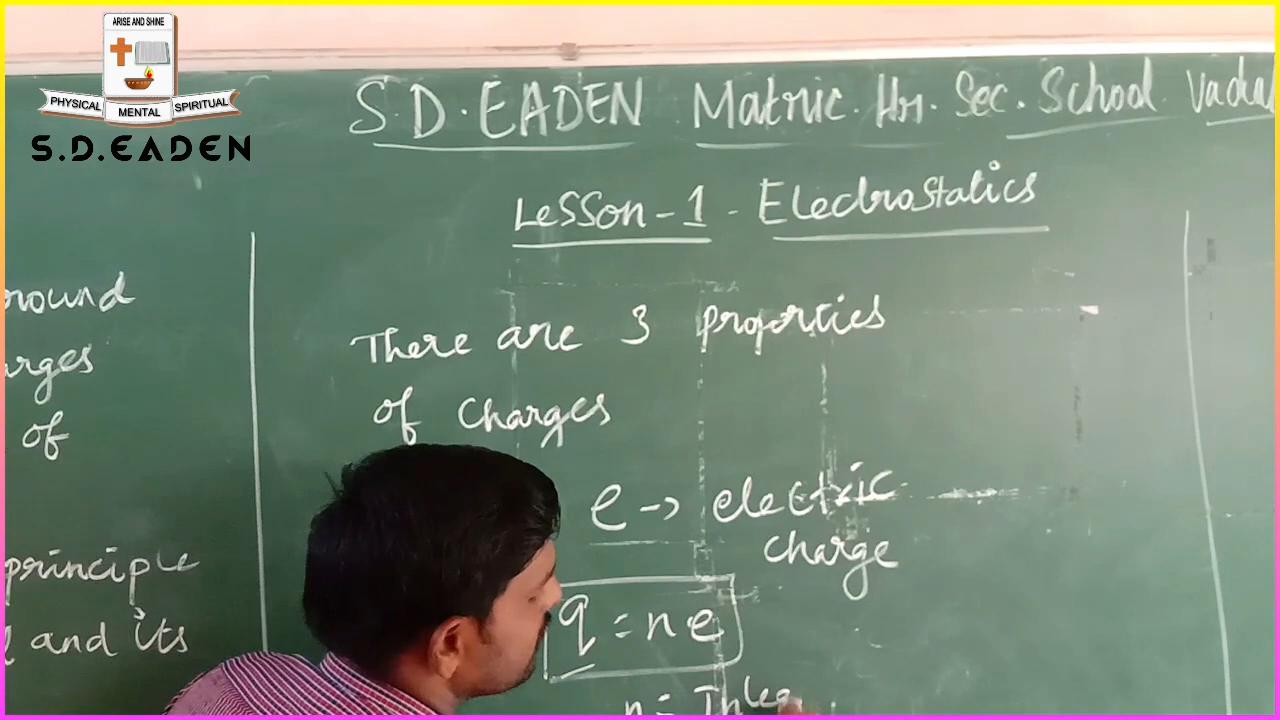 ARISE AND SHINE
PHYSICAL MENTAL SPIRITUAL
S.D.EADEN
S.D.EADEN Matric. Hr. Sec. School
Lesson-1 - Electrostatics
round
arges
of
principle
and its
There are 3 properties
of Charges
e -> electric
charge
q = ne
n =